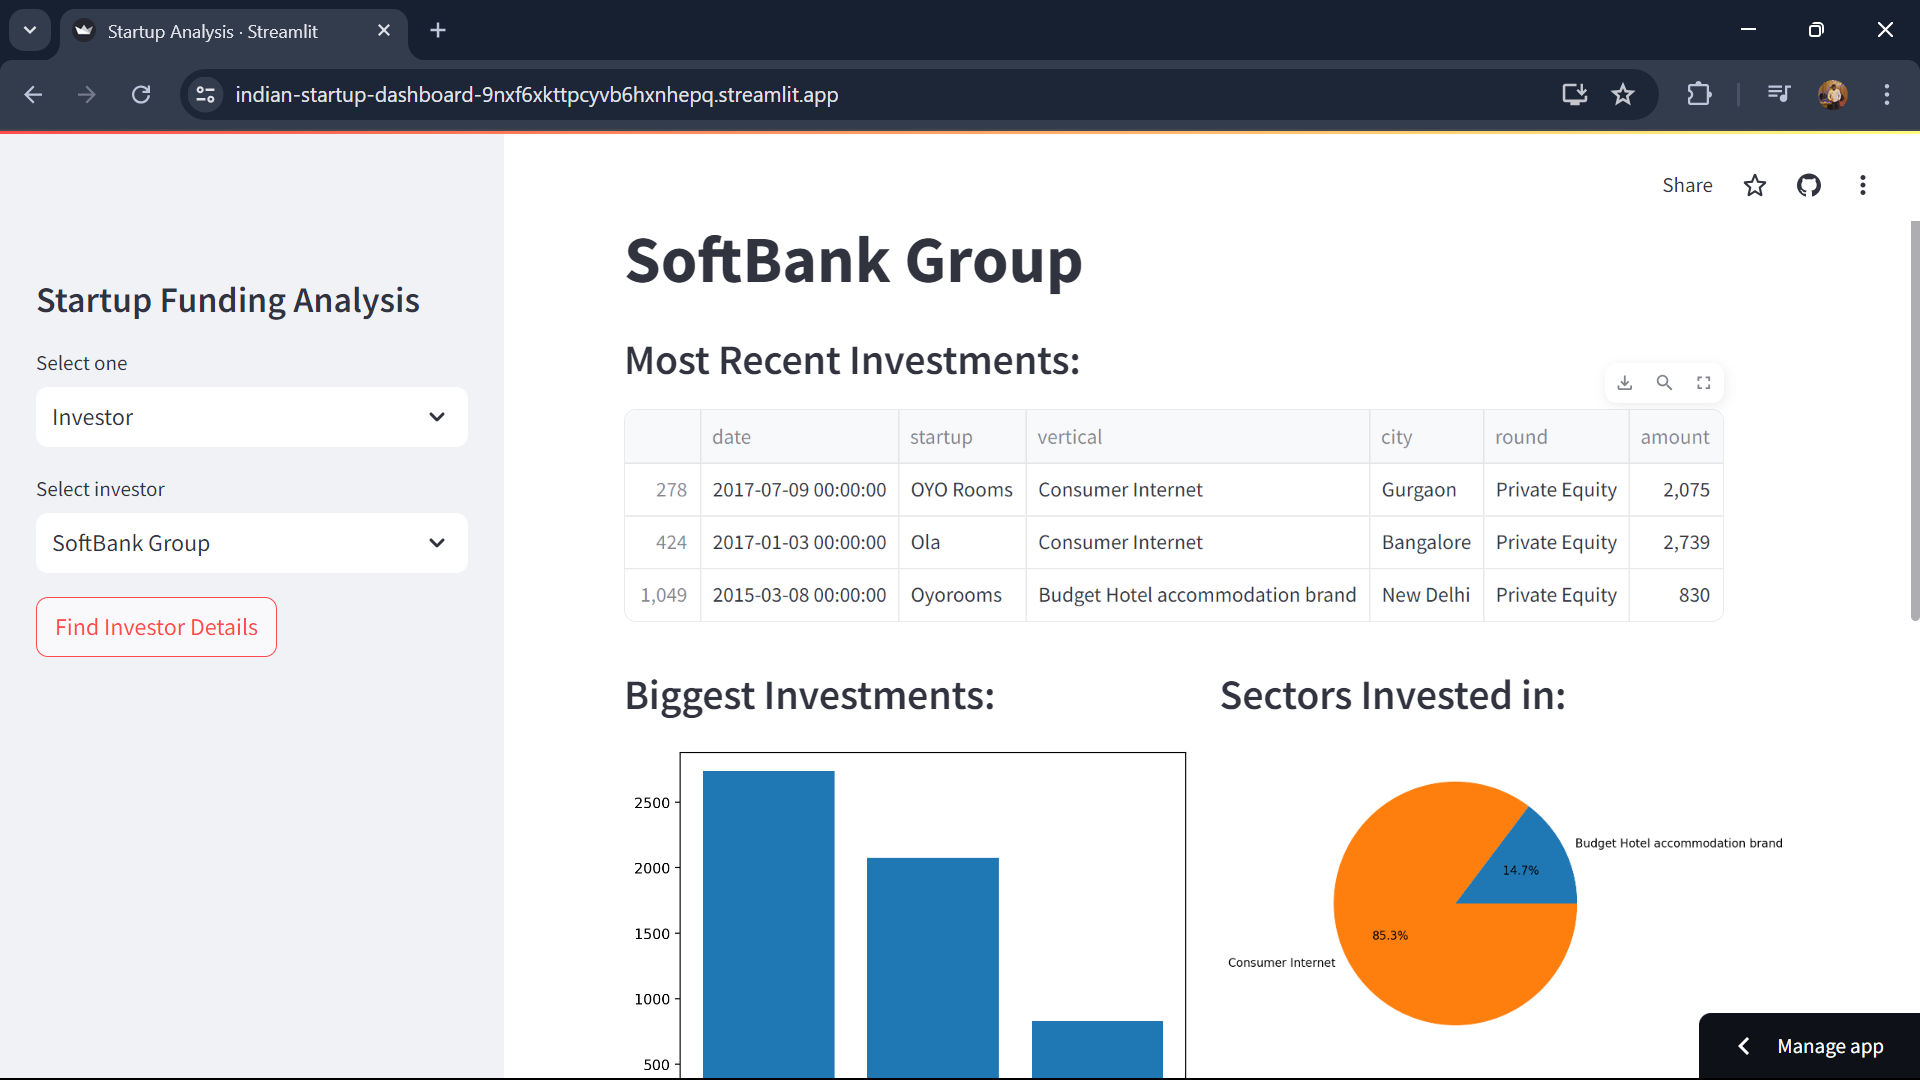 Startup Analysis · Streamlit
indian-startup-dashboard-9nxf6xkttpcyvb6hxnhepq.streamlit.app
Share
Startup Funding Analysis
Select one
Investor
Select investor
SoftBank Group
Find Investor Details
SoftBank Group
Most Recent Investments:
date startup vertical city round amount
278 2017-07-09 00:00:00 OYO Rooms Consumer Internet Gurgaon Private Equity 2,075
424 2017-01-03 00:00:00 Ola Consumer Internet Bangalore Private Equity 2,739
1,049 2015-03-08 00:00:00 Oyorooms Budget Hotel accommodation brand New Delhi Private Equity 830
Biggest Investments:
2500
2000
1500
1000
500
Sectors Invested in:
Budget Hotel accommodation brand
14.7%
85.3%
Consumer Internet
Manage app